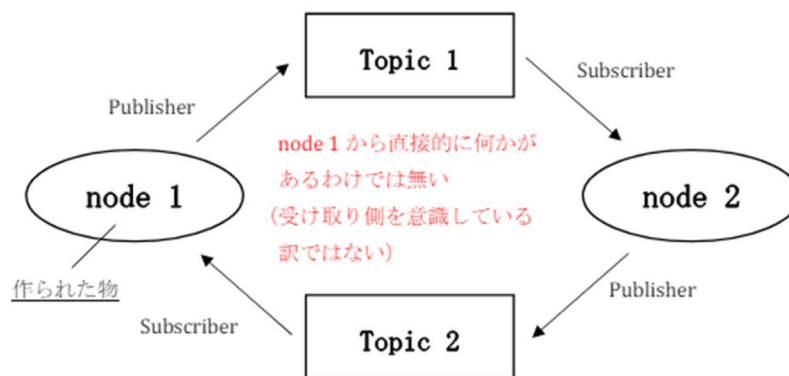 Topic 1
Subscriber
Publisher
node 1 から直接的に何かが
あるわけでは無い
(受け取り側を意識している
訳ではない)
node 1
node 2
作られた物
Publisher
Subscriber
Topic 2